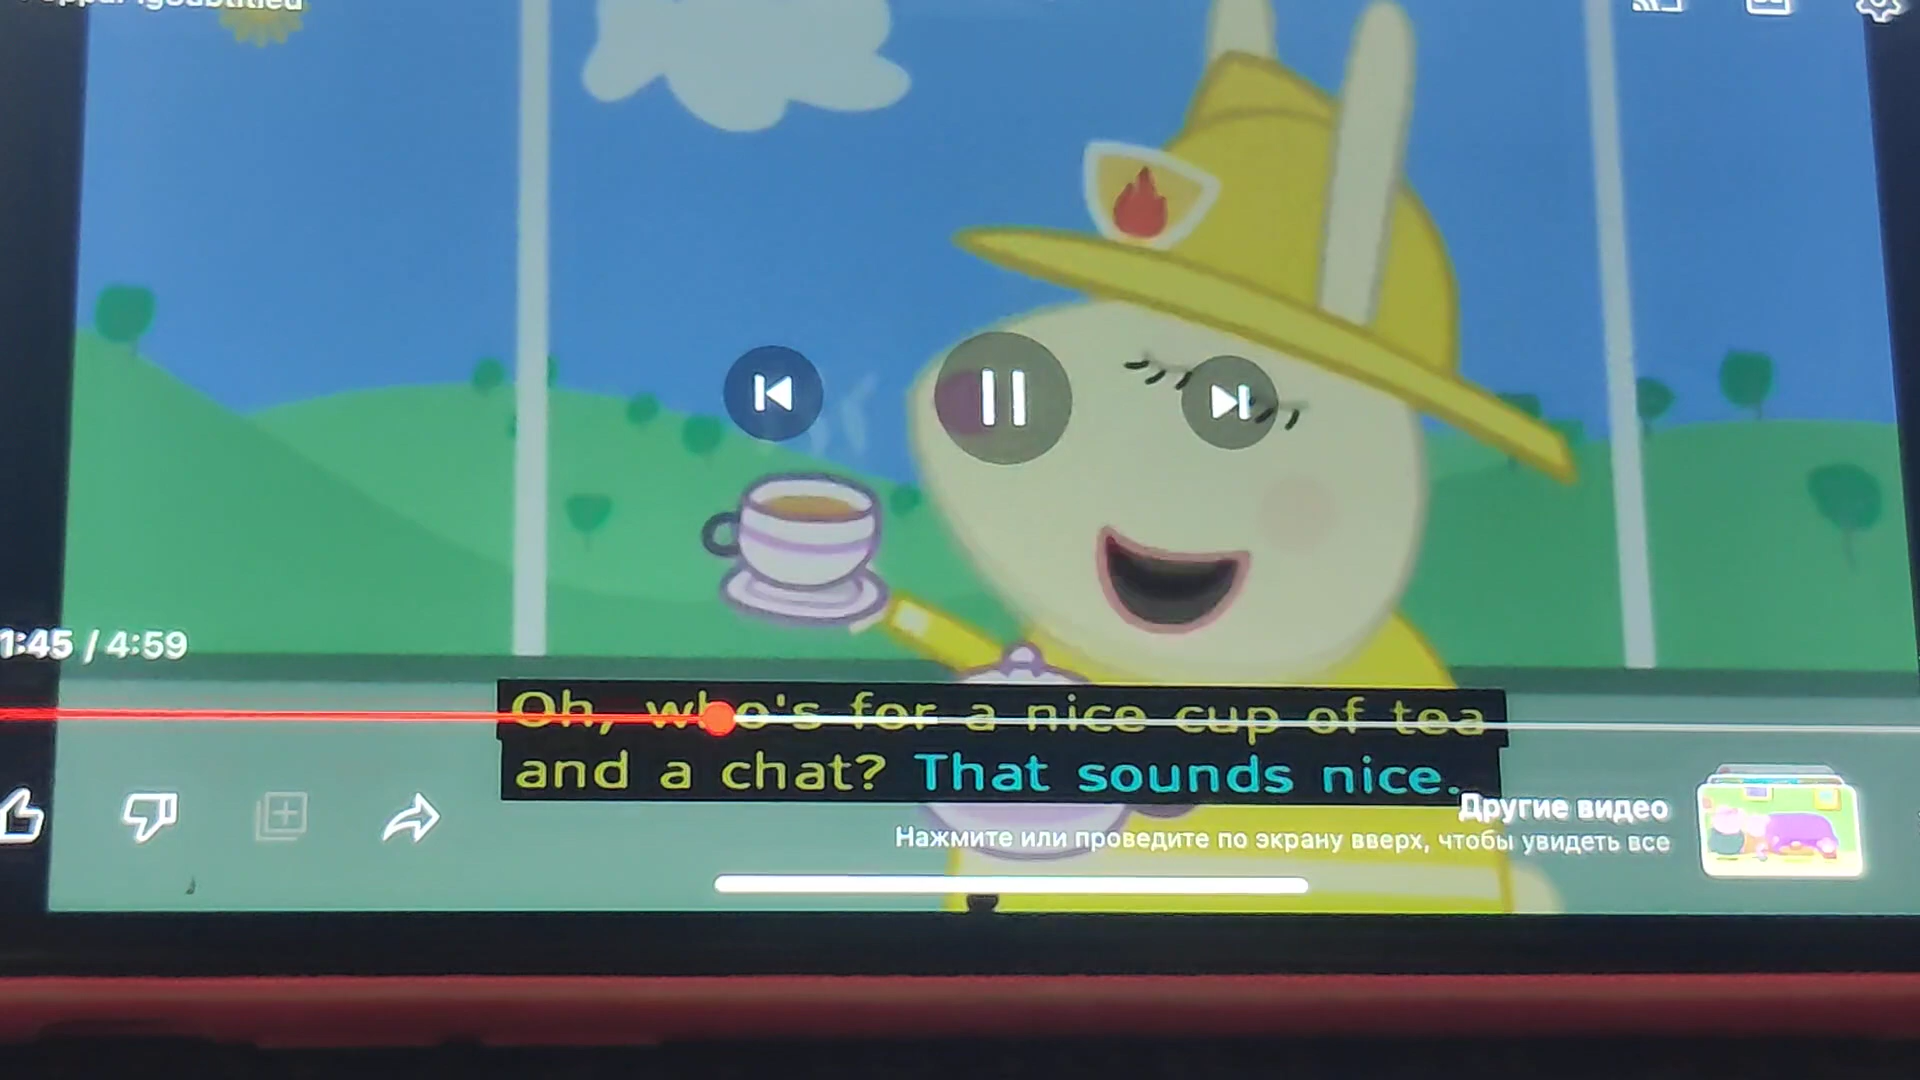 1:45 / 4:59
Oh, who's for a nice cup of tea
and a chat? That sounds nice.
Другие видео
Нажмите или проведите по экрану вверх, чтобы увидеть все